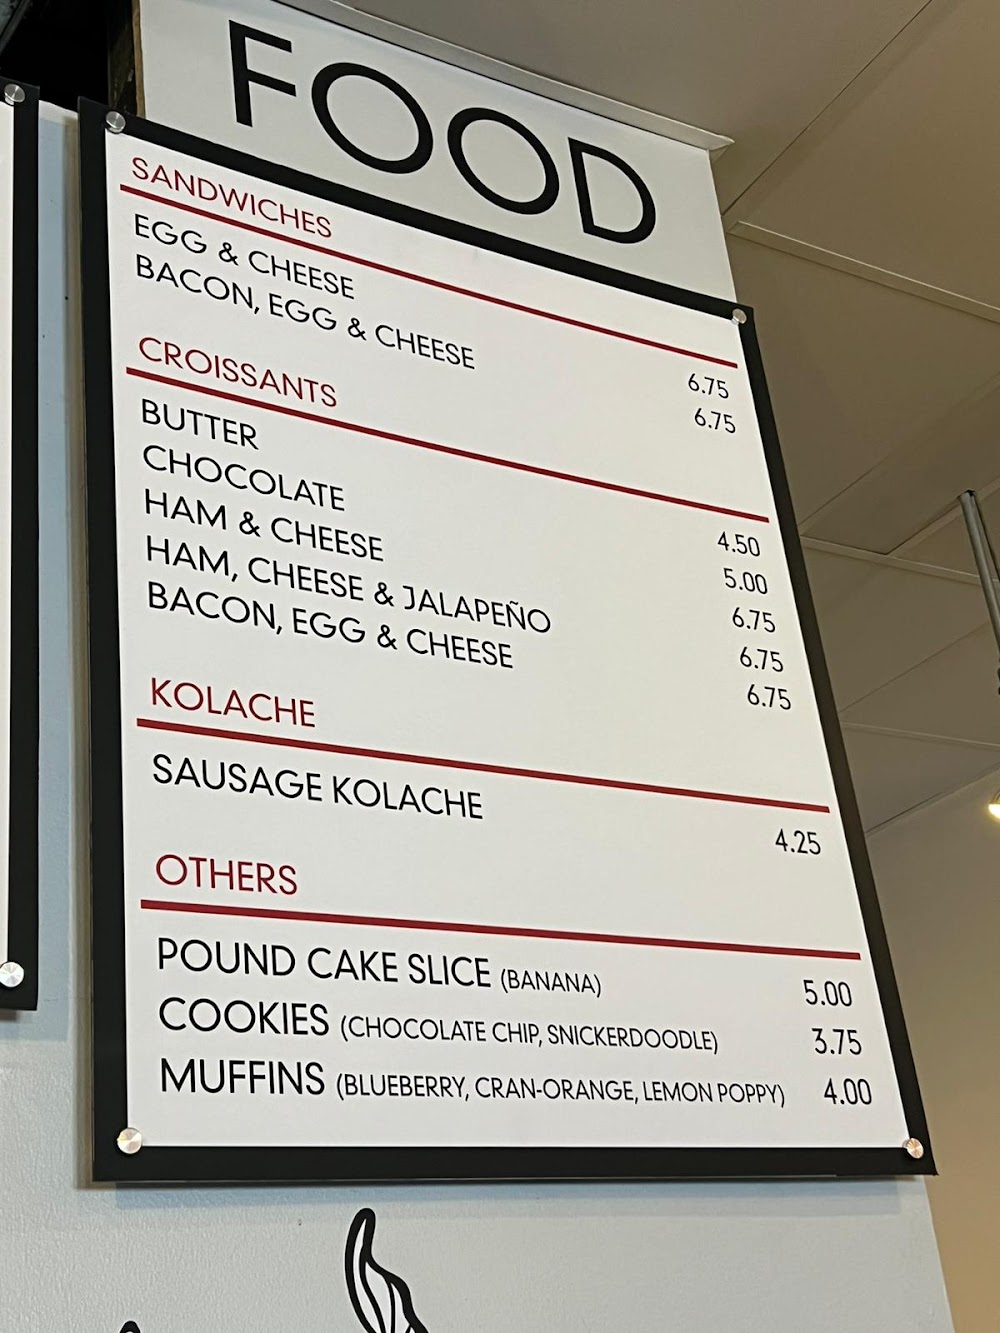 FOOD
SANDWICHES
EGG & CHEESE 6.75
BACON, EGG & CHEESE 6.75
CROISSANTS
BUTTER 4.50
CHOCOLATE 5.00
HAM & CHEESE 6.75
HAM, CHEESE & JALAPEÑO 6.75
BACON, EGG & CHEESE 6.75
KOLACHE
SAUSAGE KOLACHE 4.25
OTHERS
POUND CAKE SLICE (BANANA) 5.00
COOKIES (CHOCOLATE CHIP, SNICKERDOODLE) 3.75
MUFFINS (BLUEBERRY, CRAN-ORANGE, LEMON POPPY) 4.00